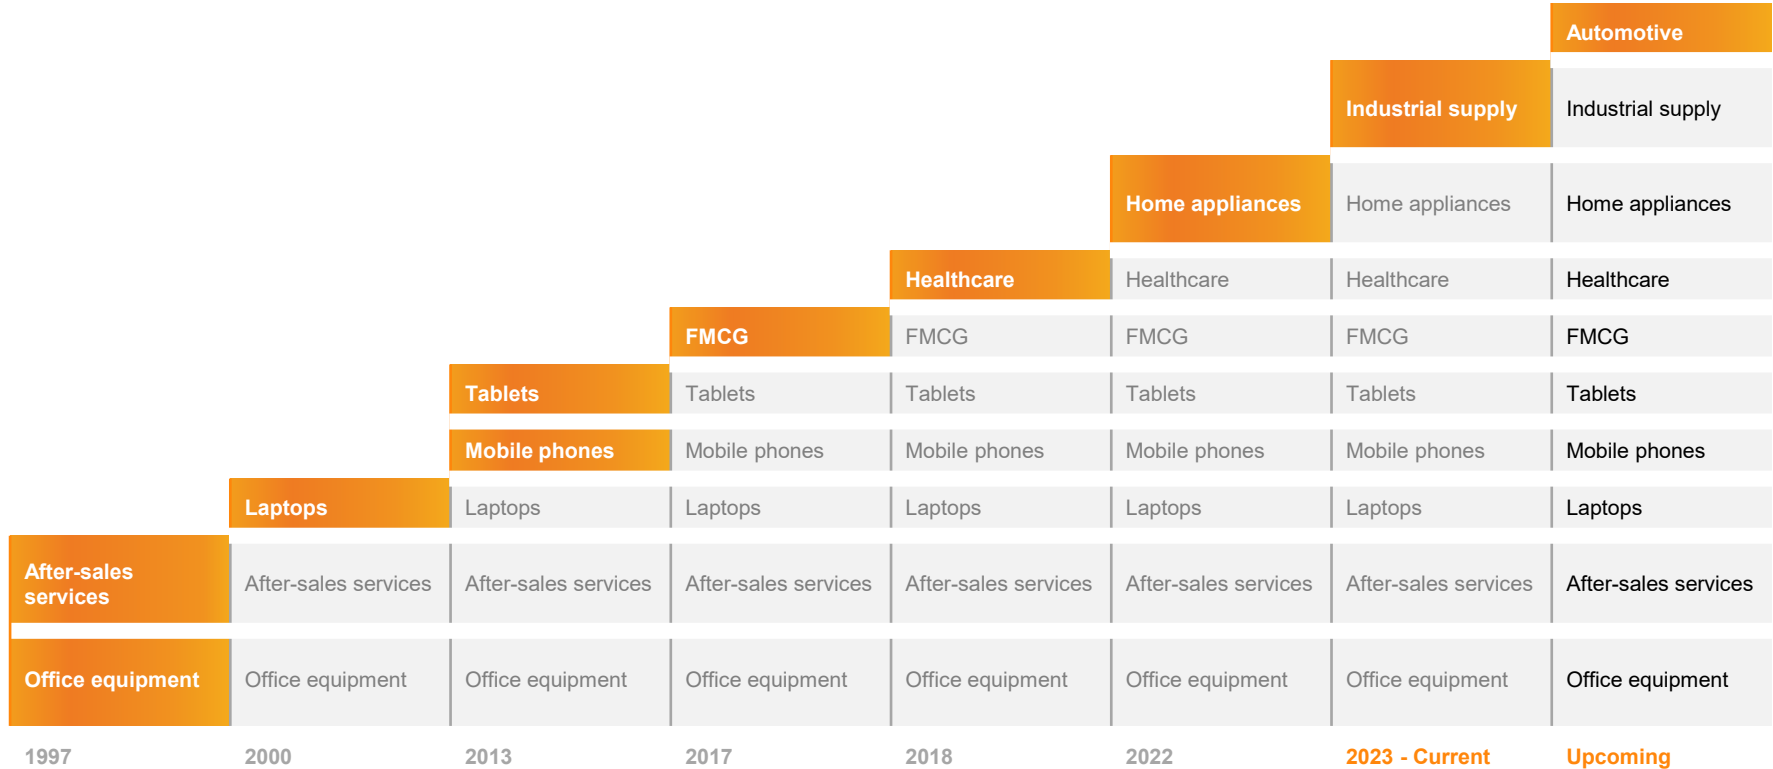 Automotive
Industrial supply Industrial supply
Home appliances Home appliances Home appliances
Healthcare Healthcare Healthcare Healthcare
FMCG FMCG FMCG FMCG FMCG
Tablets Tablets Tablets Tablets Tablets Tablets
Mobile phones Mobile phones Mobile phones Mobile phones Mobile phones Mobile phones
Laptops Laptops Laptops Laptops Laptops Laptops Laptops
After-sales
services After-sales services After-sales services After-sales services After-sales services After-sales services After-sales services After-sales services
Office equipment Office equipment Office equipment Office equipment Office equipment Office equipment Office equipment Office equipment
1997 2000 2013 2017 2018 2022 2023 - Current Upcoming